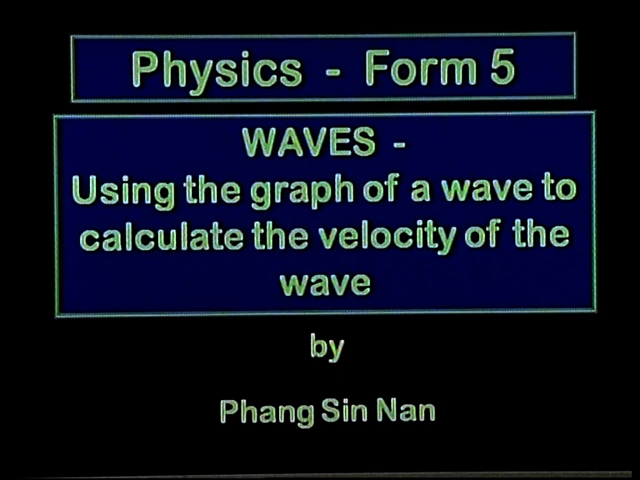 Physics - Form 5
WAVES -
Using the graph of a wave to
calculate the velocity of the
wave
by
Phang Sin Nan